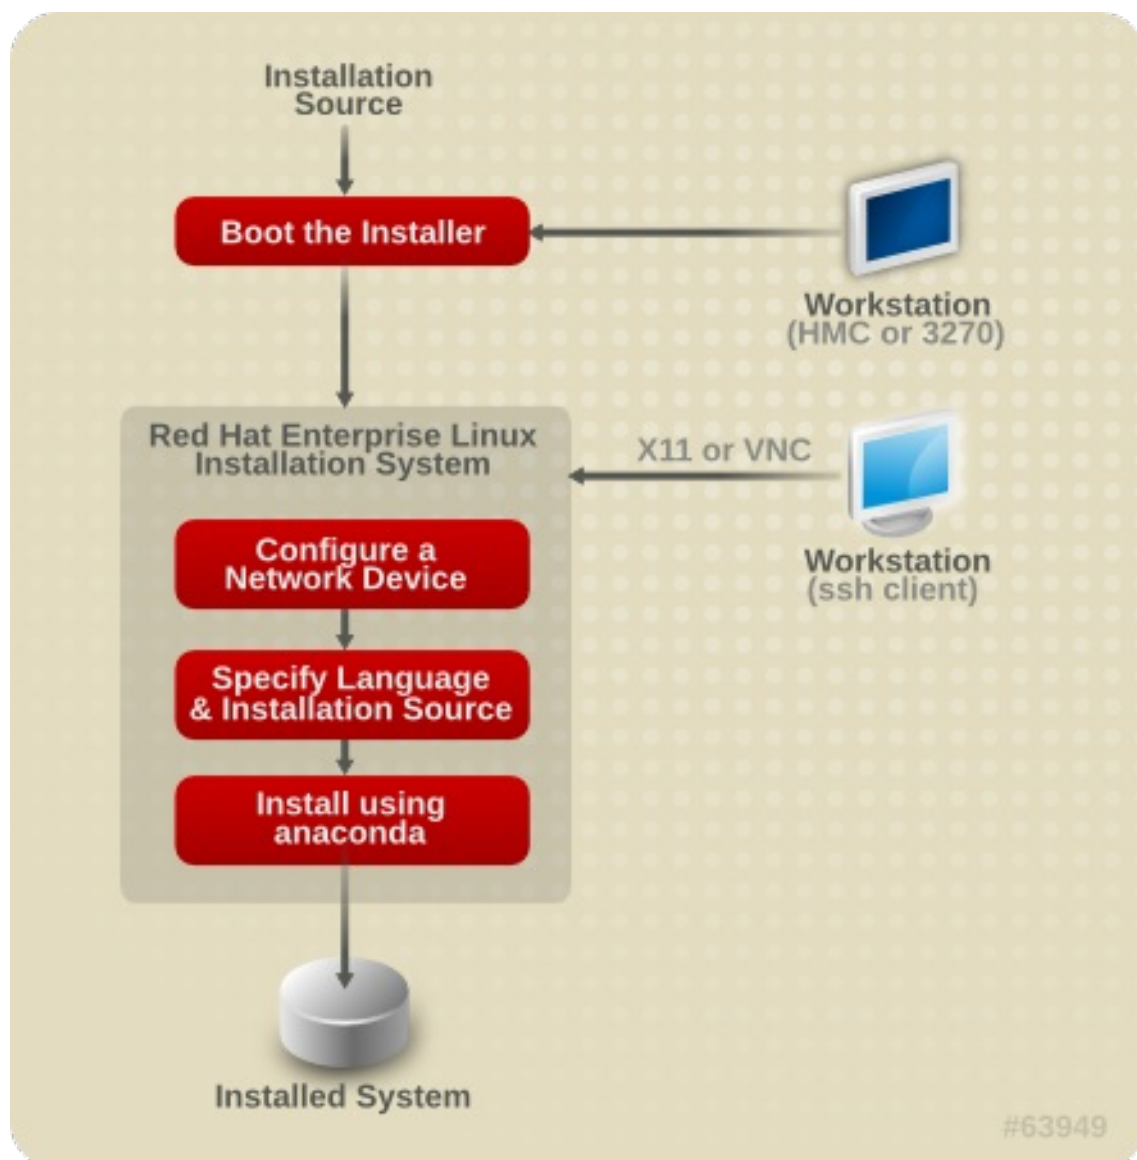 Installation
Source
Boot the Installer
Workstation
(HMC or 3270)
Red Hat Enterprise Linux
Installation System
X11 or VNC
Configure a
Network Device
Workstation
(ssh client)
Specify Language
& Installation Source
Install using
anaconda
Installed System
#63949